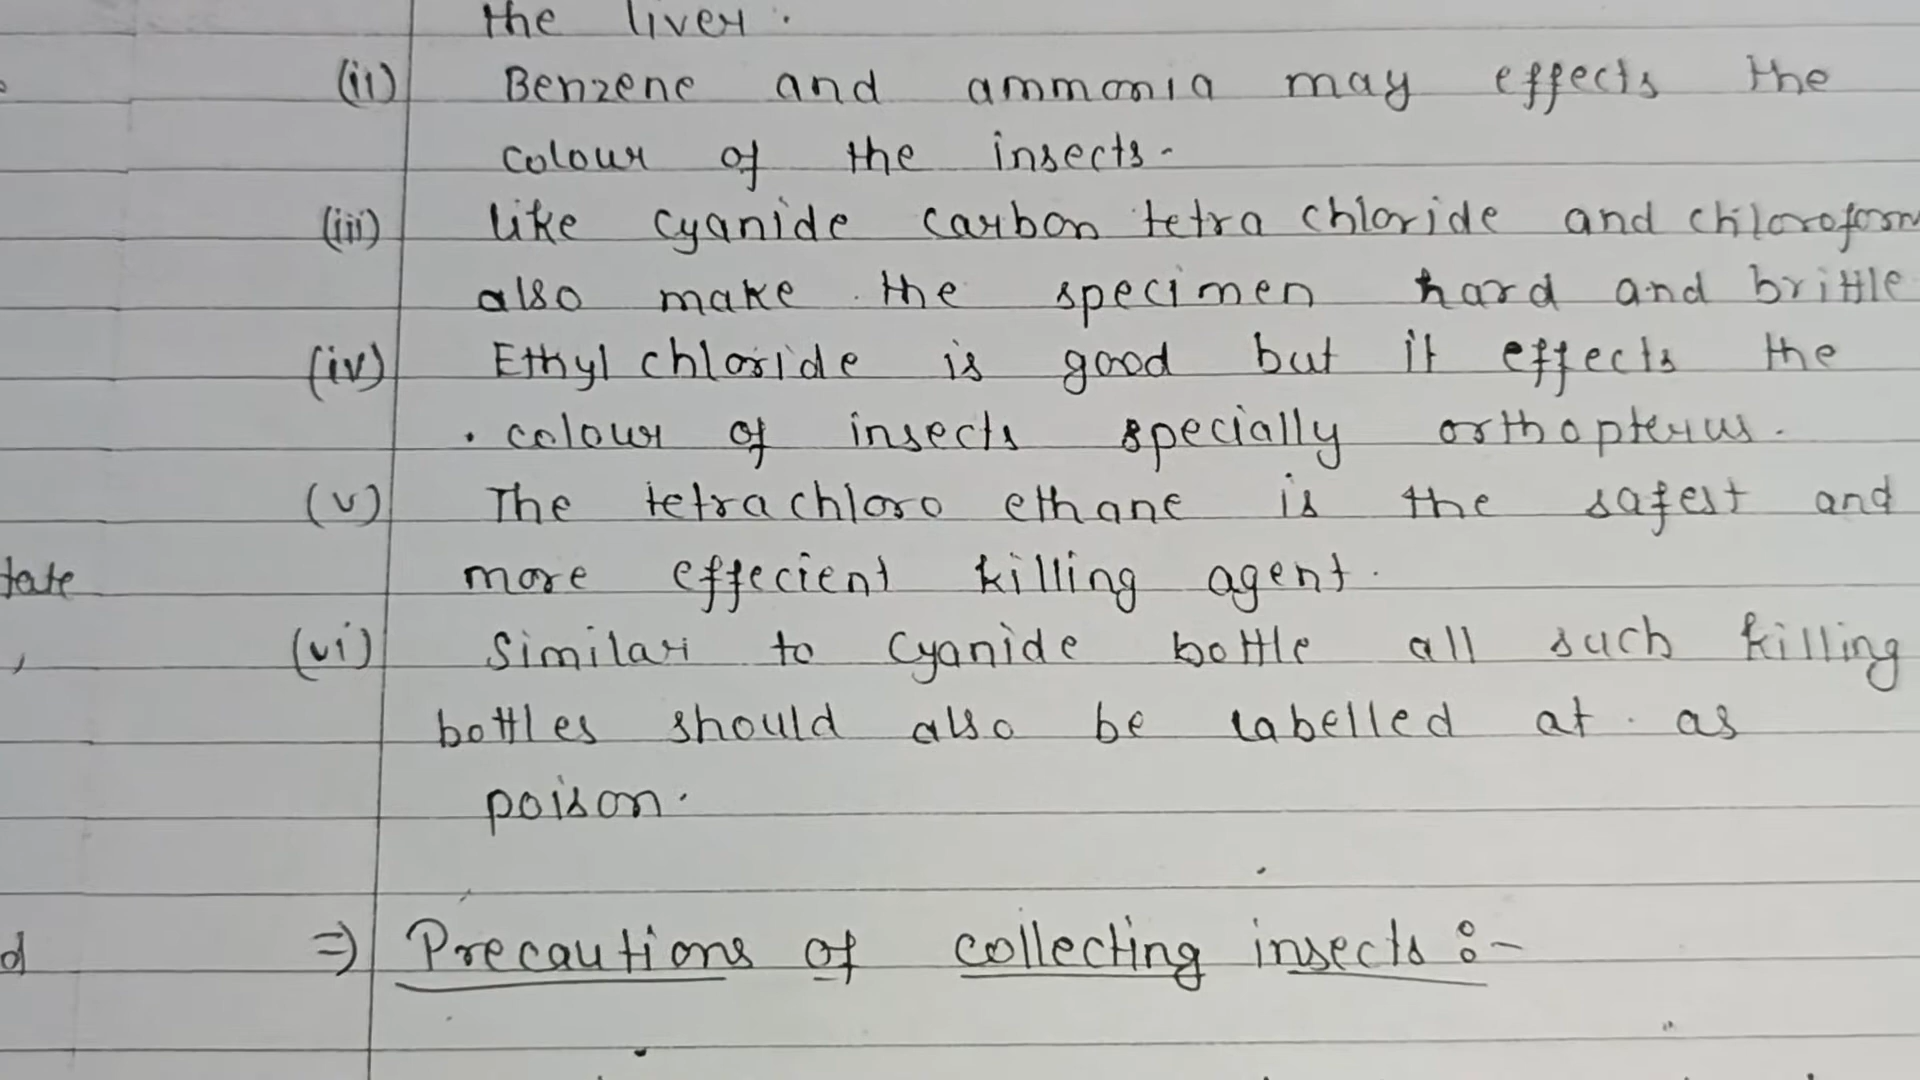 the liver.
(ii) Benzene and ammonia may effects the
colour of the insects.
(iii) like cyanide carbon tetra chloride and chloroform
also make the specimen hard and brittle
(iv) Ethyl chloride is good but it effects the
colour of insects specially orthopterus.
(v) The tetrachloro ethane is the safest and
tate more effecient killing agent.
(vi) Similar to cyanide bottle all such killing
bottles should also be labelled at as
poison.
d => Precautions of collecting insects :-